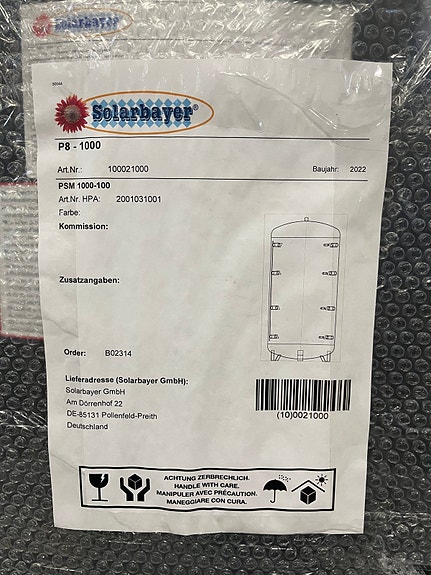 Solarbayer
Solarbayer®
P8 - 1000
Art.Nr.: 100021000 Baujahr: 2022
PSM 1000-100
Art.Nr. HPA: 2001031001
Farbe:
Kommission:
Zusatzangaben:
Order: B02314
Lieferadresse (Solarbayer GmbH):
Solarbayer GmbH
Am Dörrenhof 22
DE-85131 Pollenfeld-Preith
Deutschland
(10)0021000
ACHTUNG ZERBRECHLICH.
HANDLE WITH CARE.
MANIPULER AVEC PRÉCAUTION.
MANEGGIARE CON CURA.